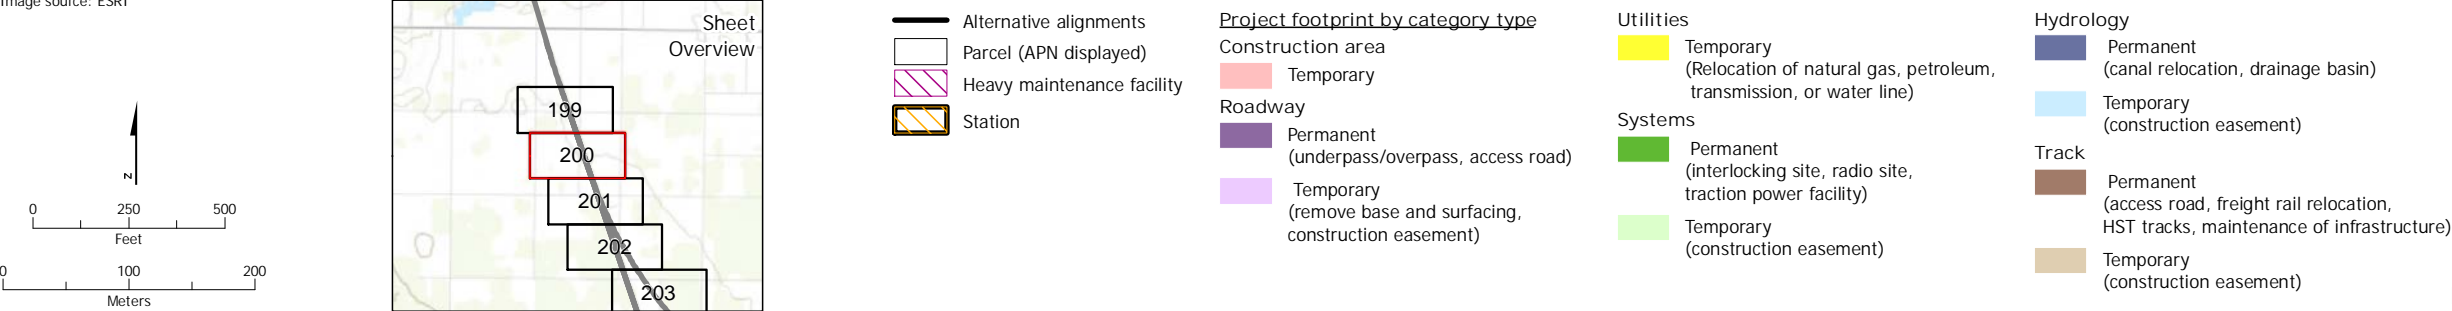 Image source: ESRI
N
0 250 500
Feet
0 100 200
Meters
Sheet
Overview
199
200
201
202
203
Alternative alignments
Parcel (APN displayed)
Heavy maintenance facility
Station
Project footprint by category type
Construction area
Temporary
Roadway
Permanent
(underpass/overpass, access road)
Temporary
(remove base and surfacing,
construction easement)
Utilities
Temporary
(Relocation of natural gas, petroleum,
transmission, or water line)
Systems
Permanent
(interlocking site, radio site,
traction power facility)
Temporary
(construction easement)
Hydrology
Permanent
(canal relocation, drainage basin)
Temporary
(construction easement)
Track
Permanent
(access road, freight rail relocation,
HST tracks, maintenance of infrastructure)
Temporary
(construction easement)